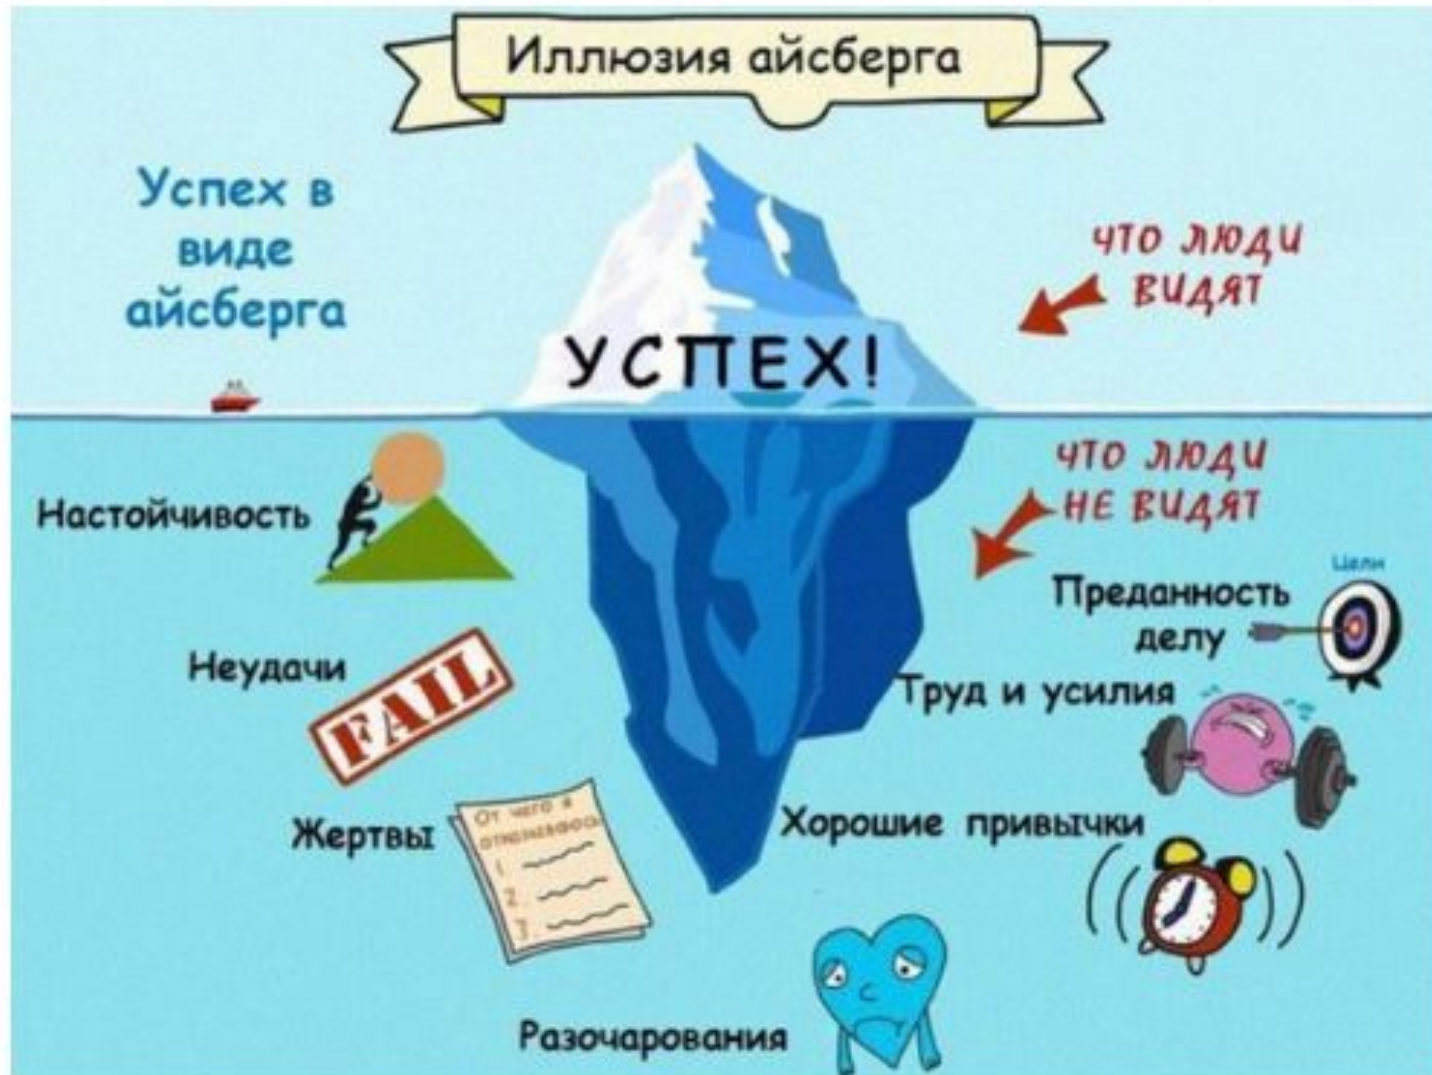 Иллюзия айсберга
Успех в
виде
айсберга
ЧТО ЛЮДИ
ВИДЯТ
УСПЕХ!
ЧТО ЛЮДИ
НЕ ВИДЯТ
Настойчивость
Цели
Преданность
делу
Неудачи
FAIL
Труд и усилия
Жертвы
От чего я
отказываюсь
1.
2.
3.
Хорошие привычки
Разочарования